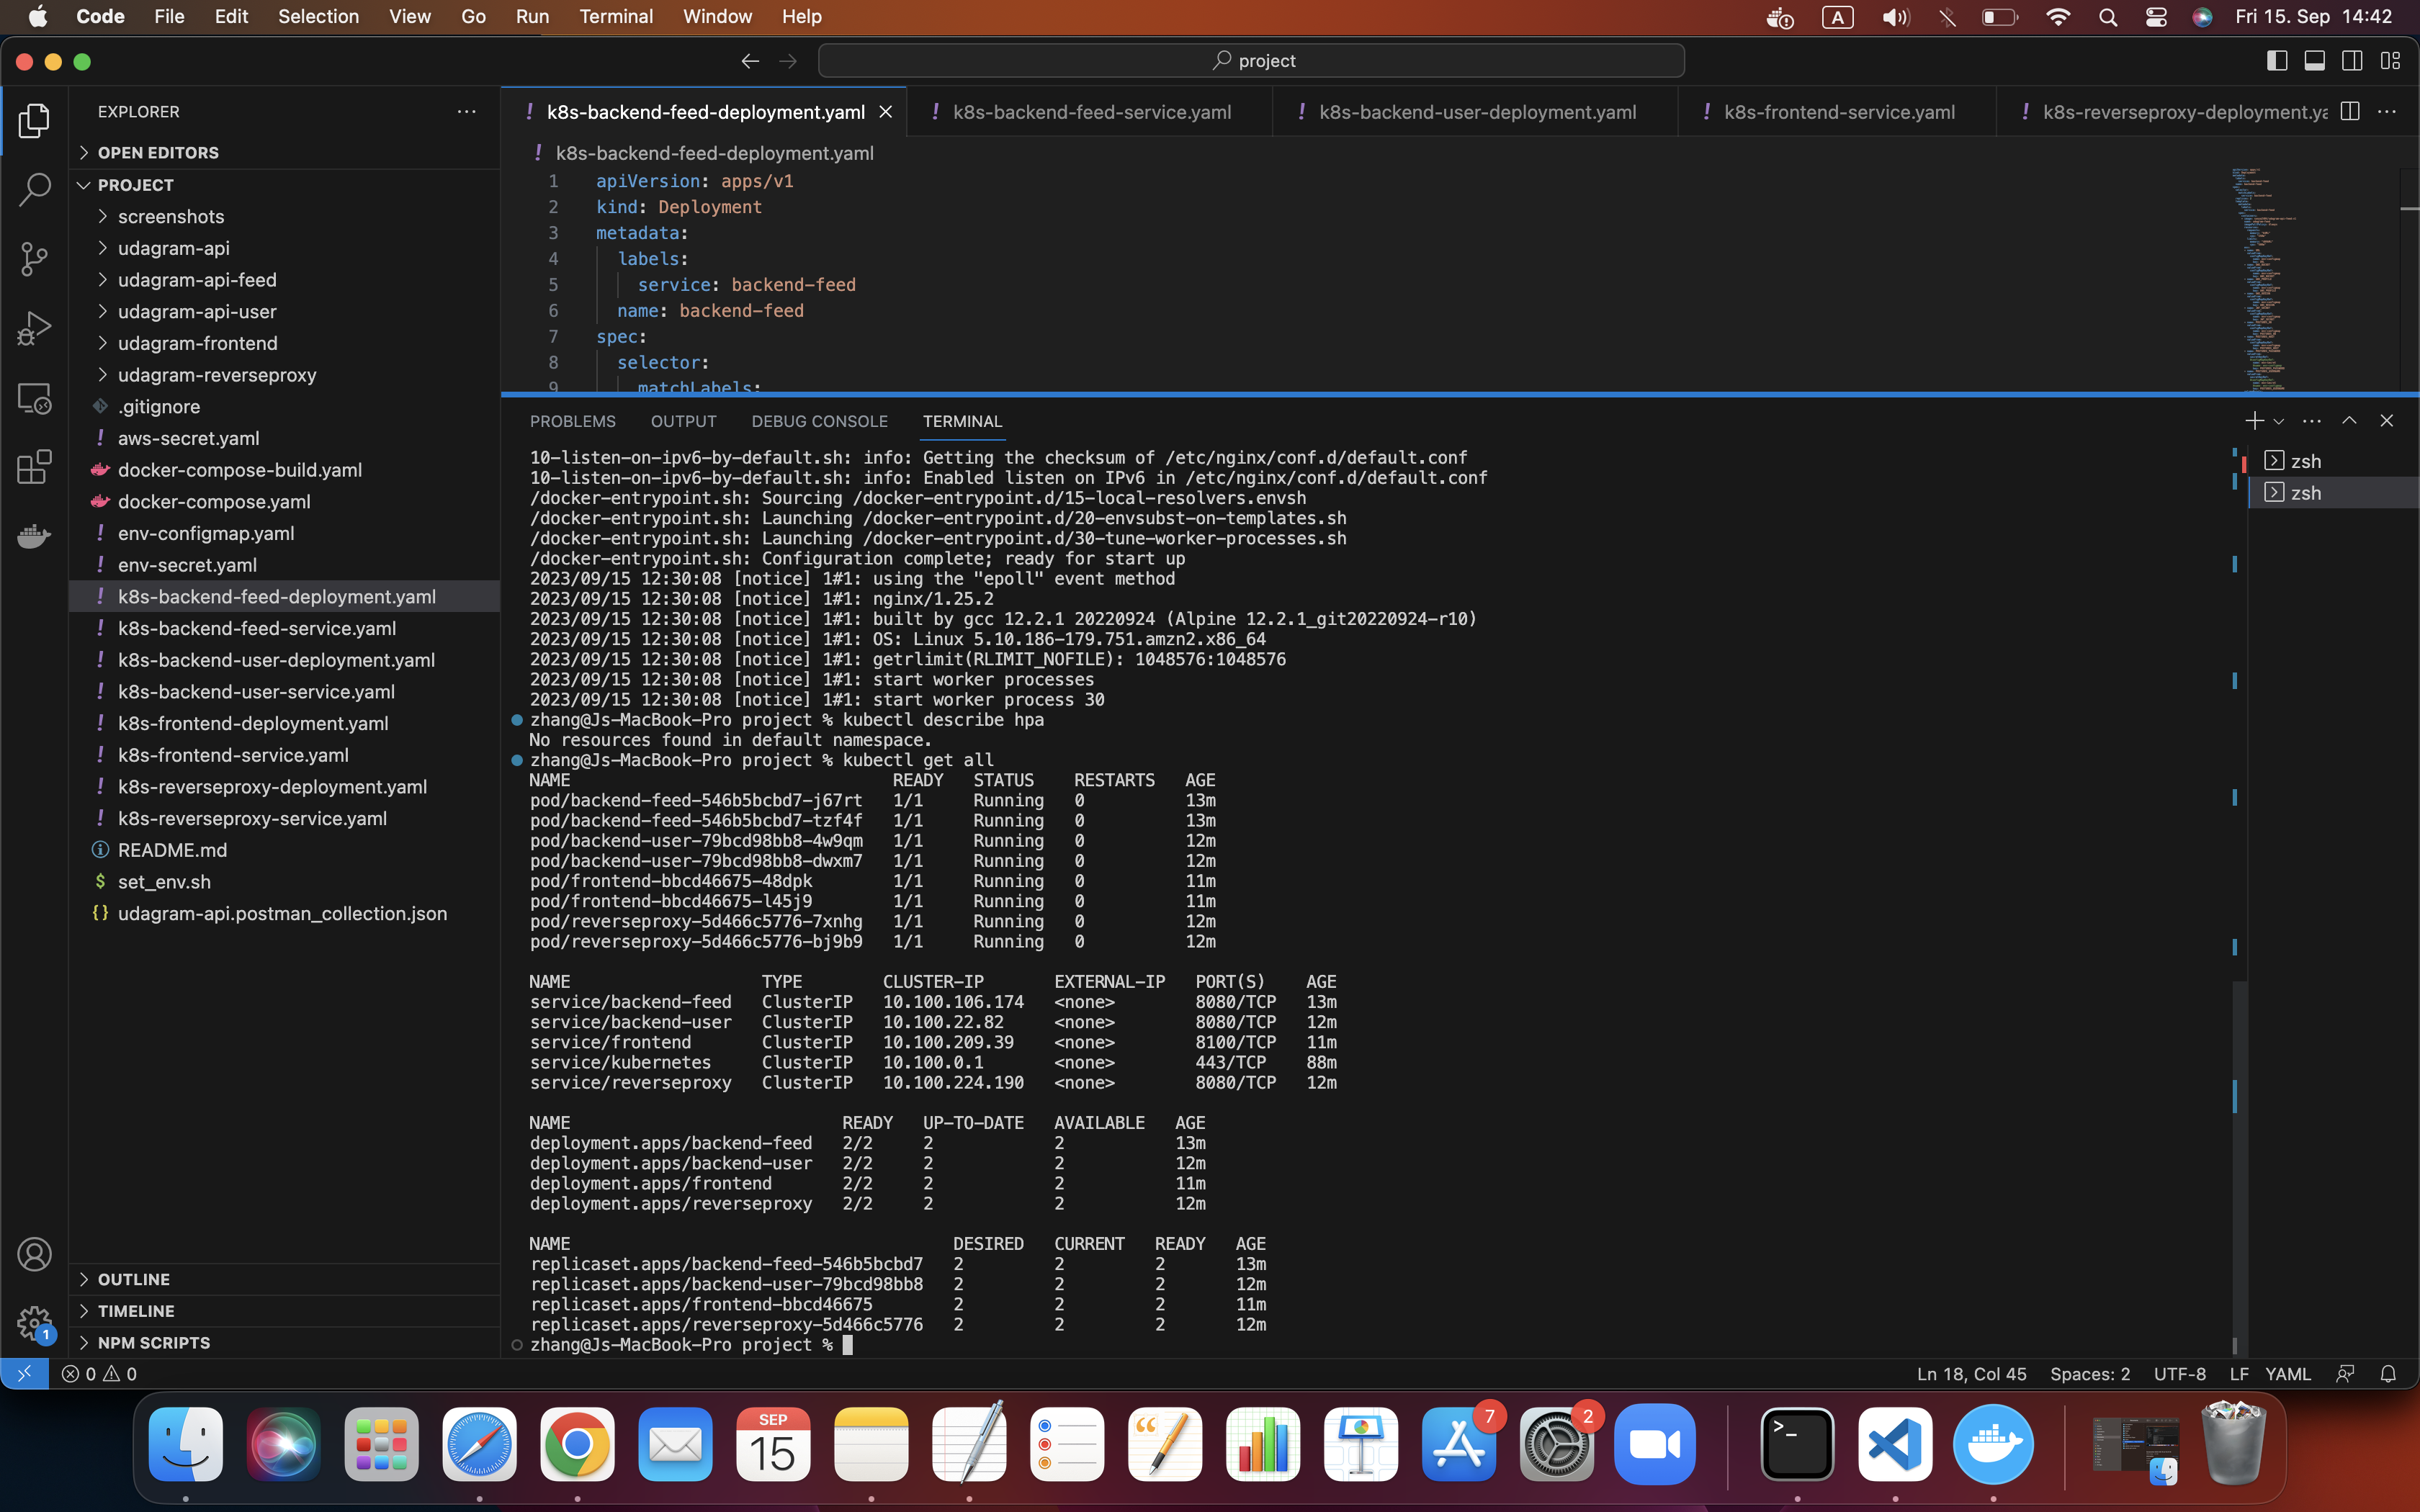 Code File Edit Selection View Go Run Terminal Window Help A Fri 15. Sep 14:42
project
EXPLORER
OPEN EDITORS
PROJECT
screenshots
udagram-api
udagram-api-feed
udagram-api-user
udagram-frontend
udagram-reverseproxy
.gitignore
! aws-secret.yaml
docker-compose-build.yaml
docker-compose.yaml
! env-configmap.yaml
! env-secret.yaml
! k8s-backend-feed-deployment.yaml
! k8s-backend-feed-service.yaml
! k8s-backend-user-deployment.yaml
! k8s-backend-user-service.yaml
! k8s-frontend-deployment.yaml
! k8s-frontend-service.yaml
! k8s-reverseproxy-deployment.yaml
! k8s-reverseproxy-service.yaml
README.md
$ set_env.sh
{} udagram-api.postman_collection.json
OUTLINE
TIMELINE
NPM SCRIPTS
! k8s-backend-feed-deployment.yaml ! k8s-backend-feed-service.yaml ! k8s-backend-user-deployment.yaml ! k8s-frontend-service.yaml ! k8s-reverseproxy-deployment.ya
! k8s-backend-feed-deployment.yaml
1 apiVersion: apps/v1
2 kind: Deployment
3 metadata:
4 labels:
5 service: backend-feed
6 name: backend-feed
7 spec:
8 selector:
9 matchLabels:
PROBLEMS OUTPUT DEBUG CONSOLE TERMINAL
zsh
zsh
10-listen-on-ipv6-by-default.sh: info: Getting the checksum of /etc/nginx/conf.d/default.conf
10-listen-on-ipv6-by-default.sh: info: Enabled listen on IPv6 in /etc/nginx/conf.d/default.conf
/docker-entrypoint.sh: Sourcing /docker-entrypoint.d/15-local-resolvers.envsh
/docker-entrypoint.sh: Launching /docker-entrypoint.d/20-envsubst-on-templates.sh
/docker-entrypoint.sh: Launching /docker-entrypoint.d/30-tune-worker-processes.sh
/docker-entrypoint.sh: Configuration complete; ready for start up
2023/09/15 12:30:08 [notice] 1#1: using the "epoll" event method
2023/09/15 12:30:08 [notice] 1#1: nginx/1.25.2
2023/09/15 12:30:08 [notice] 1#1: built by gcc 12.2.1 20220924 (Alpine 12.2.1_git20220924-r10)
2023/09/15 12:30:08 [notice] 1#1: OS: Linux 5.10.186-179.751.amzn2.x86_64
2023/09/15 12:30:08 [notice] 1#1: getrlimit(RLIMIT_NOFILE): 1048576:1048576
2023/09/15 12:30:08 [notice] 1#1: start worker processes
2023/09/15 12:30:08 [notice] 1#1: start worker process 30
zhang@Js-MacBook-Pro project % kubectl describe hpa
No resources found in default namespace.
zhang@Js-MacBook-Pro project % kubectl get all
NAME READY STATUS RESTARTS AGE
pod/backend-feed-546b5bcbd7-j67rt 1/1 Running 0 13m
pod/backend-feed-546b5bcbd7-tzf4f 1/1 Running 0 13m
pod/backend-user-79bcd98bb8-4w9qm 1/1 Running 0 12m
pod/backend-user-79bcd98bb8-dwxm7 1/1 Running 0 12m
pod/frontend-bbcd46675-48dpk 1/1 Running 0 11m
pod/frontend-bbcd46675-l45j9 1/1 Running 0 11m
pod/reverseproxy-5d466c5776-7xnhg 1/1 Running 0 12m
pod/reverseproxy-5d466c5776-bj9b9 1/1 Running 0 12m
NAME TYPE CLUSTER-IP EXTERNAL-IP PORT(S) AGE
service/backend-feed ClusterIP 10.100.106.174 <none> 8080/TCP 13m
service/backend-user ClusterIP 10.100.22.82 <none> 8080/TCP 12m
service/frontend ClusterIP 10.100.209.39 <none> 8100/TCP 11m
service/kubernetes ClusterIP 10.100.0.1 <none> 443/TCP 88m
service/reverseproxy ClusterIP 10.100.224.190 <none> 8080/TCP 12m
NAME READY UP-TO-DATE AVAILABLE AGE
deployment.apps/backend-feed 2/2 2 2 13m
deployment.apps/backend-user 2/2 2 2 12m
deployment.apps/frontend 2/2 2 2 11m
deployment.apps/reverseproxy 2/2 2 2 12m
NAME DESIRED CURRENT READY AGE
replicaset.apps/backend-feed-546b5bcbd7 2 2 2 13m
replicaset.apps/backend-user-79bcd98bb8 2 2 2 12m
replicaset.apps/frontend-bbcd46675 2 2 2 11m
replicaset.apps/reverseproxy-5d466c5776 2 2 2 12m
zhang@Js-MacBook-Pro project %
1
0 0 Ln 18, Col 45 Spaces: 2 UTF-8 LF YAML
SEP
15
7
2